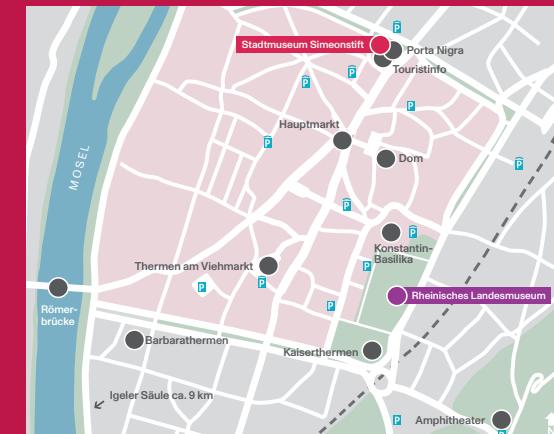 Stadtmuseum Simeonstift
Porta Nigra
Touristinfo
P
P
P
P
Hauptmarkt
P
Dom
P
MOSEL
P
P
Konstantin-
Basilika
Thermen am Viehmarkt
P
P
P
Rheinisches Landesmuseum
P
Römer-
brücke
Barbarathermen
Kaiserthermen
Igeler Säule ca. 9 km
Amphitheater
P